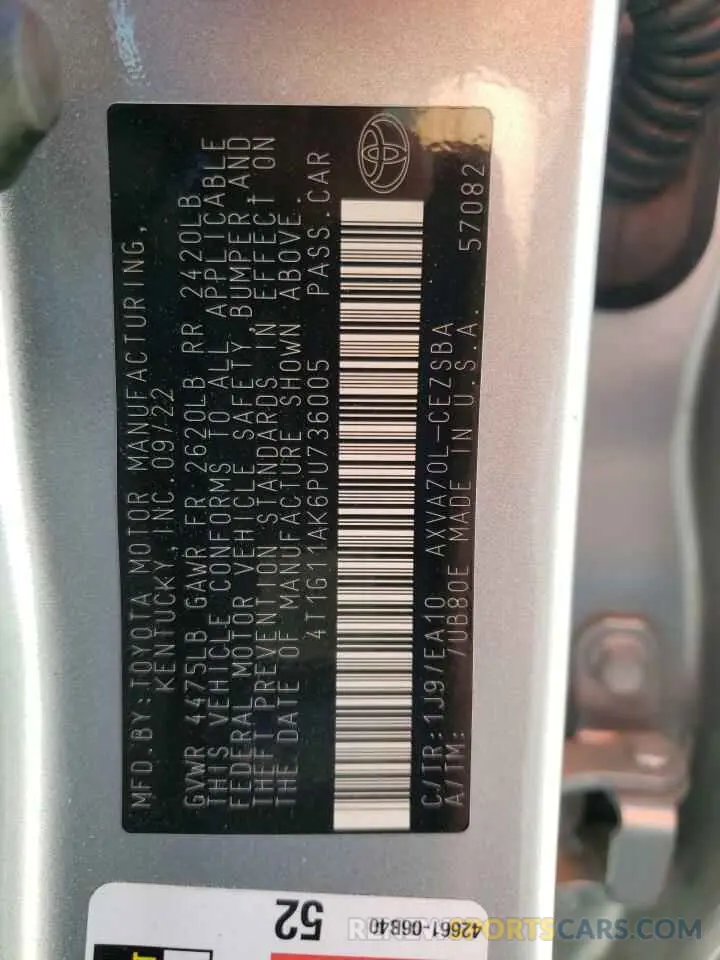 MFD.BY:TOYOTA MOTOR MANUFACTURING,
KENTUCKY,INC.09/22
GVWR 4475LB GAWR FR 2620LB RR 2420LB
THIS VEHICLE CONFORMS TO ALL APPLICABLE
FEDERAL MOTOR VEHICLE SAFETY,BUMPER,AND
THEFT PREVENTION STANDARDS IN EFFECT ON
THE DATE OF MANUFACTURE SHOWN ABOVE.
4T1G11AK6PU736005 PASS.CAR
C/TR:1J9/EA10 AXVA70L-CEZSBA
A/TM: /UB80E MADE IN U.S.A. 57082
52
42661-06B40
RENEWSPORTSCARS.COM